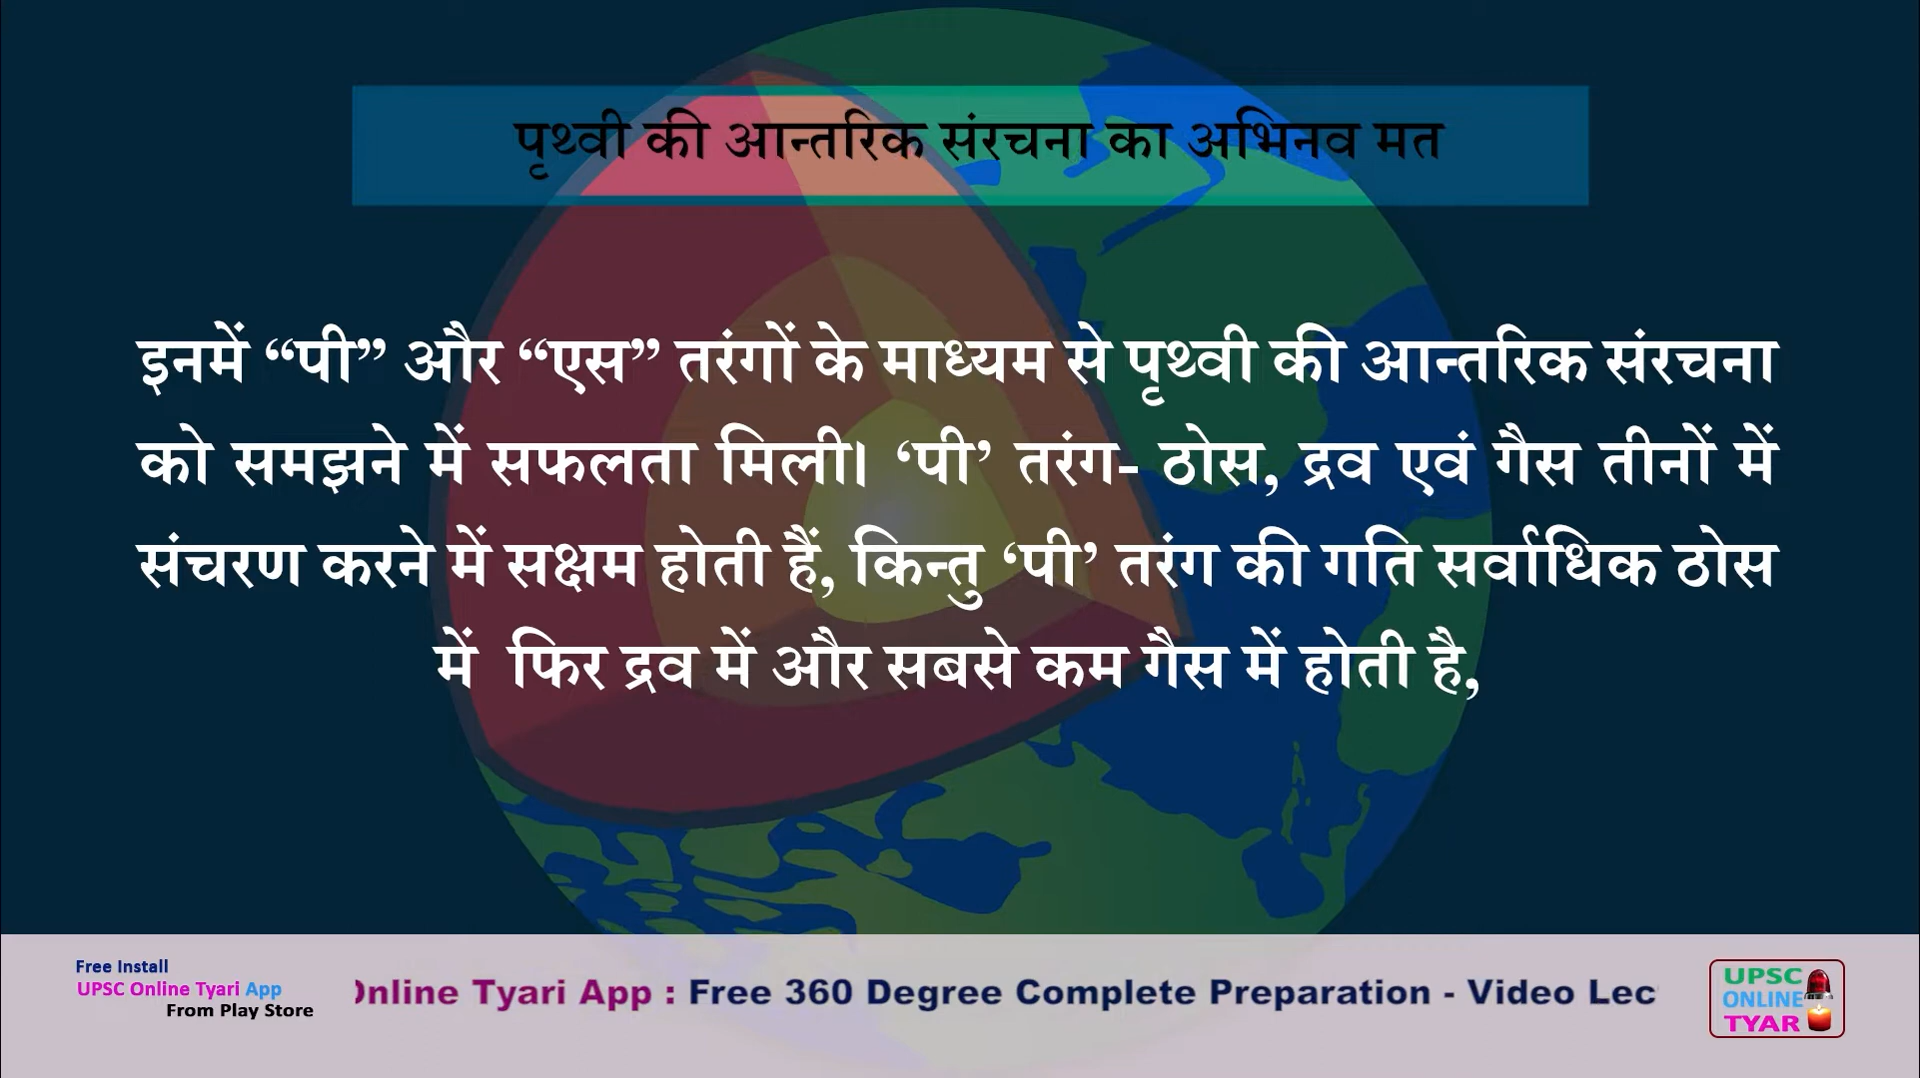 पृथ्वी की आन्तरिक संरचना का अभिनव मत
इनमें “पी” और “एस” तरंगों के माध्यम से पृथ्वी की आन्तरिक संरचना
को समझने में सफलता मिली। ‘पी’ तरंग- ठोस, द्रव एवं गैस तीनों में
संचरण करने में सक्षम होती हैं, किन्तु ‘पी’ तरंग की गति सर्वाधिक ठोस
में फिर द्रव में और सबसे कम गैस में होती है,
Free Install
UPSC Online Tyari App
From Play Store
Online Tyari App : Free 360 Degree Complete Preparation - Video Lec
UPSC
ONLINE
TYAR